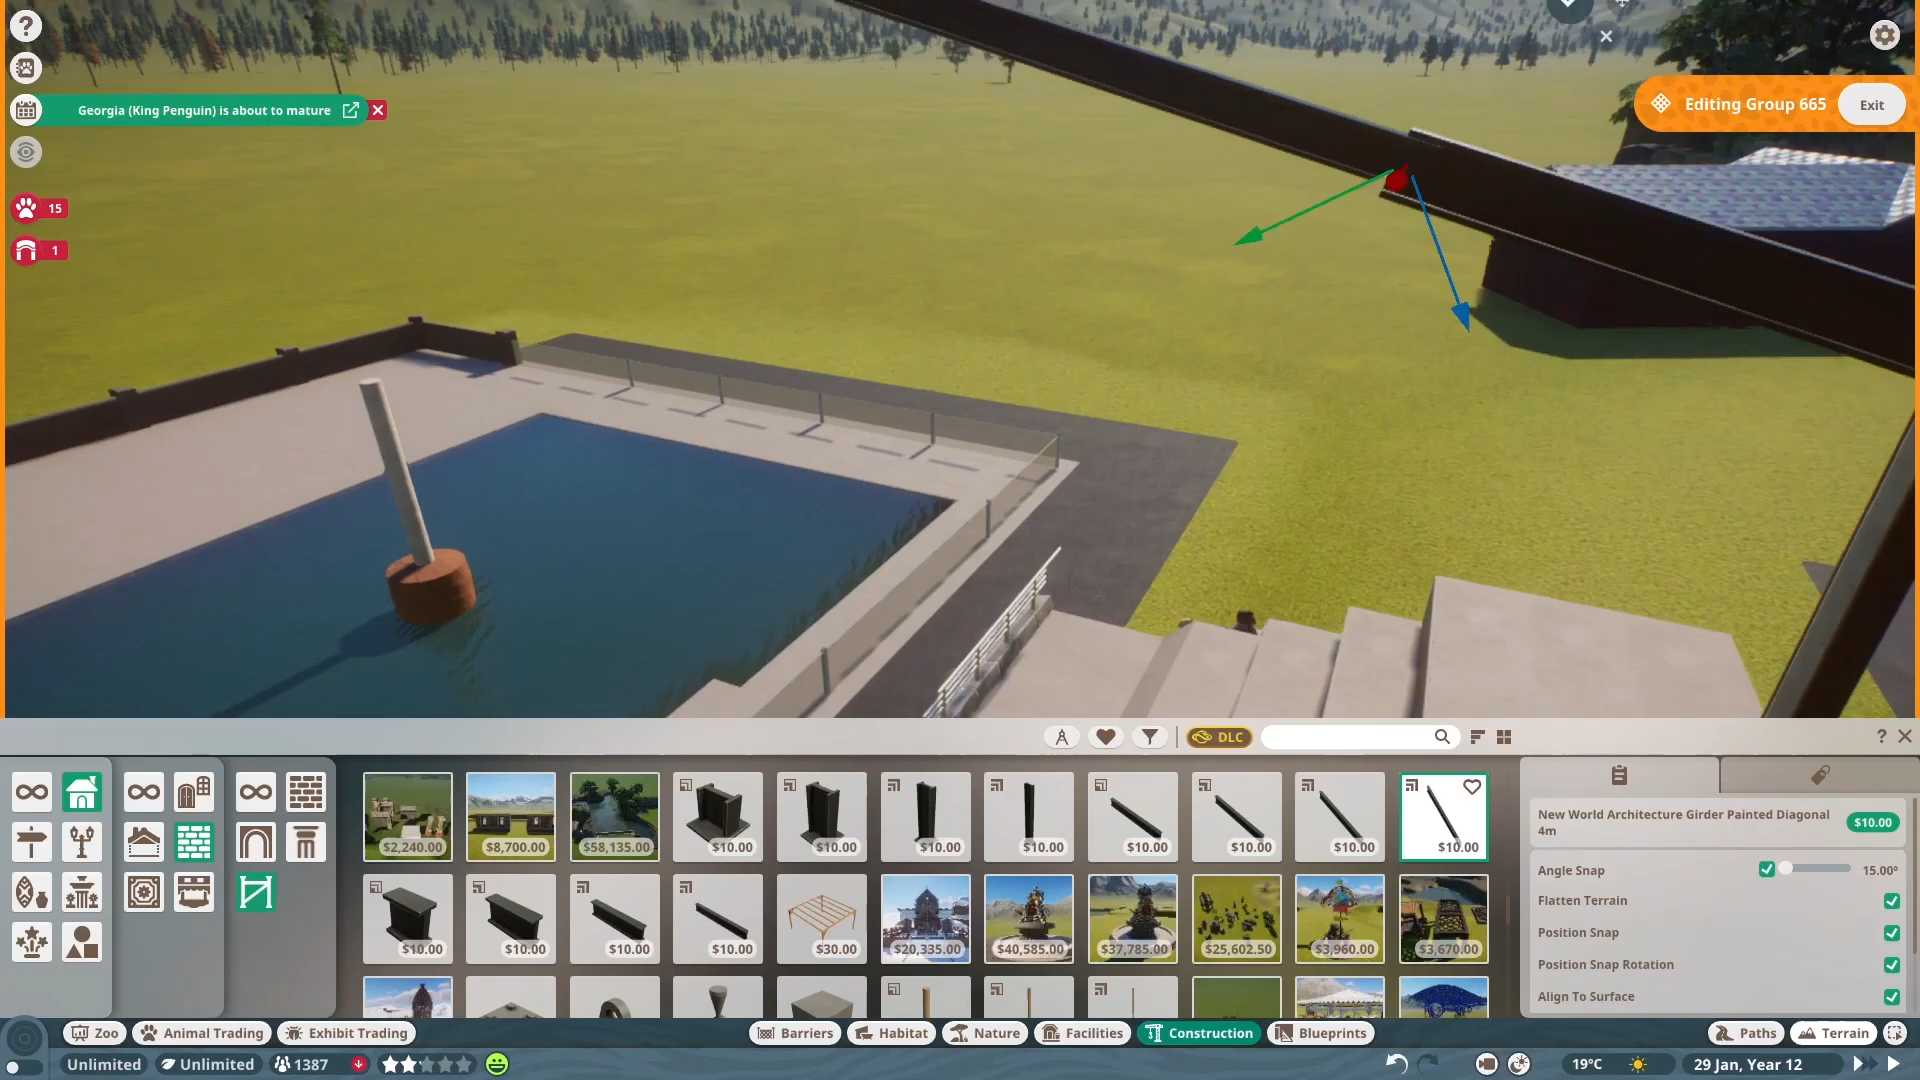 ?
Georgia (King Penguin) is about to mature
Editing Group 665
Exit
15
1
DLC
?
$2,240.00
$8,700.00
$58,135.00
$10.00
$10.00
$10.00
$10.00
$10.00
$10.00
$10.00
$10.00
$10.00
$10.00
$10.00
$10.00
$30.00
$20,335.00
$40,585.00
$37,785.00
$25,602.50
$3,960.00
$3,670.00
New World Architecture Girder Painted Diagonal
4m
$10.00
Angle Snap
15.00°
Flatten Terrain
Position Snap
Position Snap Rotation
Align To Surface
Zoo
Animal Trading
Exhibit Trading
Barriers
Habitat
Nature
Facilities
Construction
Blueprints
Paths
Terrain
Unlimited
Unlimited
1387
19°C
29 Jan, Year 12